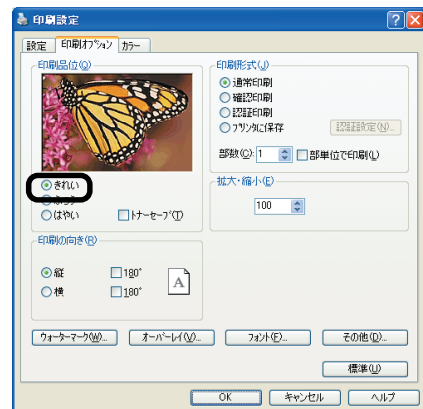 印刷設定
設定 印刷オプション カラー
印刷品位(Q)
きれい
ふつう
はやい トナーセーブ(T)
印刷の向き(R)
縦 180°
横 180°
A
印刷形式(J)
通常印刷
確認印刷
認証印刷
プリンタに保存 認証設定(N)...
部数(C): 1 部単位で印刷(L)
拡大・縮小(E)
100
ウォーターマーク(W)... オーバーレイ(V)... フォント(F)... その他(D)...
標準(U)
OK キャンセル ヘルプ